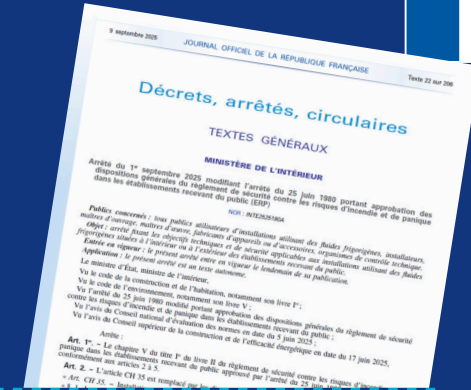 9 septembre 2025
JOURNAL OFFICIEL DE LA RÉPUBLIQUE FRANÇAISE
Texte 22 sur 296
Décrets, arrêtés, circulaires
TEXTES GÉNÉRAUX
MINISTÈRE DE L'INTÉRIEUR
Arrêté du 1er septembre 2025 modifiant l'arrêté du 25 juin 1980 portant approbation des
dispositions générales du règlement de sécurité contre les risques d'incendie et de panique
dans les établissements recevant du public (ERP)
NOR :
Publics concernés : tous publics utilisateurs d'installations utilisant des fluides frigorigènes, installateurs,
maîtres d'ouvrage, maîtres d'œuvre, fabricants d'appareils ou d'accessoires, organismes de contrôle technique.
Objet : arrêté fixant les objectifs techniques et de sécurité applicables aux installations utilisant des fluides
frigorigènes situées à l'intérieur ou à l'extérieur des établissements recevant du public.
Entrée en vigueur : le présent arrêté entre en vigueur le lendemain de sa publication.
Application : le présent arrêté est un texte autonome.
Le ministre d'État, ministre de l'intérieur,
Vu le code de la construction et de l'habitation, notamment son livre Ier ;
Vu le code de l'environnement, notamment son livre V ;
Vu l'arrêté du 25 juin 1980 modifié portant approbation des dispositions générales du règlement de sécurité
contre les risques d'incendie et de panique dans les établissements recevant du public ;
Vu l'avis du Conseil national d'évaluation des normes en date du 5 juin 2025 ;
Vu l'avis du Conseil supérieur de la construction et de l'efficacité énergétique en date du 17 juin 2025,
Arrête :
Art. 1er. – Le chapitre V du titre Ier du livre II du règlement de sécurité contre les risques d'incendie et de
panique dans les établissements recevant du public approuvé par l'arrêté du 25 juin
conformément aux articles 2 à 5.
Art. 2. – L'article CH 35 est remplacé par les
« Art. CH 35. –